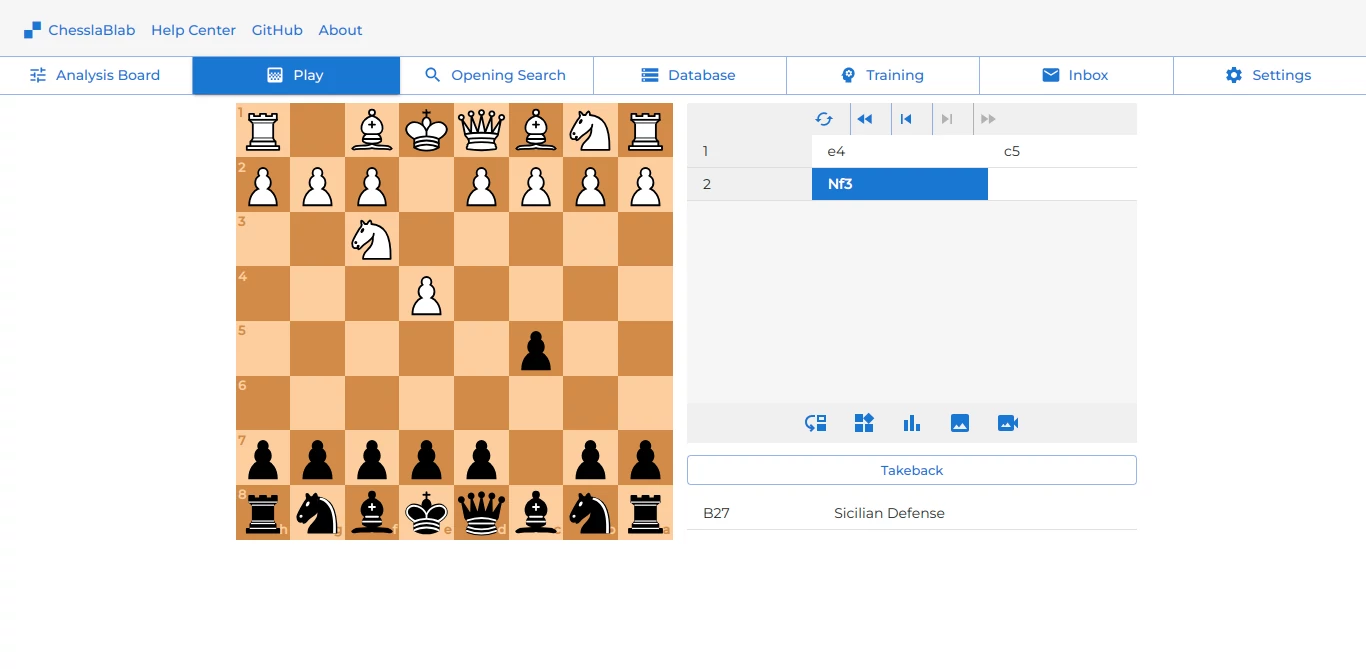 ChesslaBlab Help Center GitHub About
Analysis Board Play Opening Search Database Training Inbox Settings
1
2
3
4
5
6
7
8
h g f e d c b a
1 e4 c5
2 Nf3
Takeback
B27 Sicilian Defense